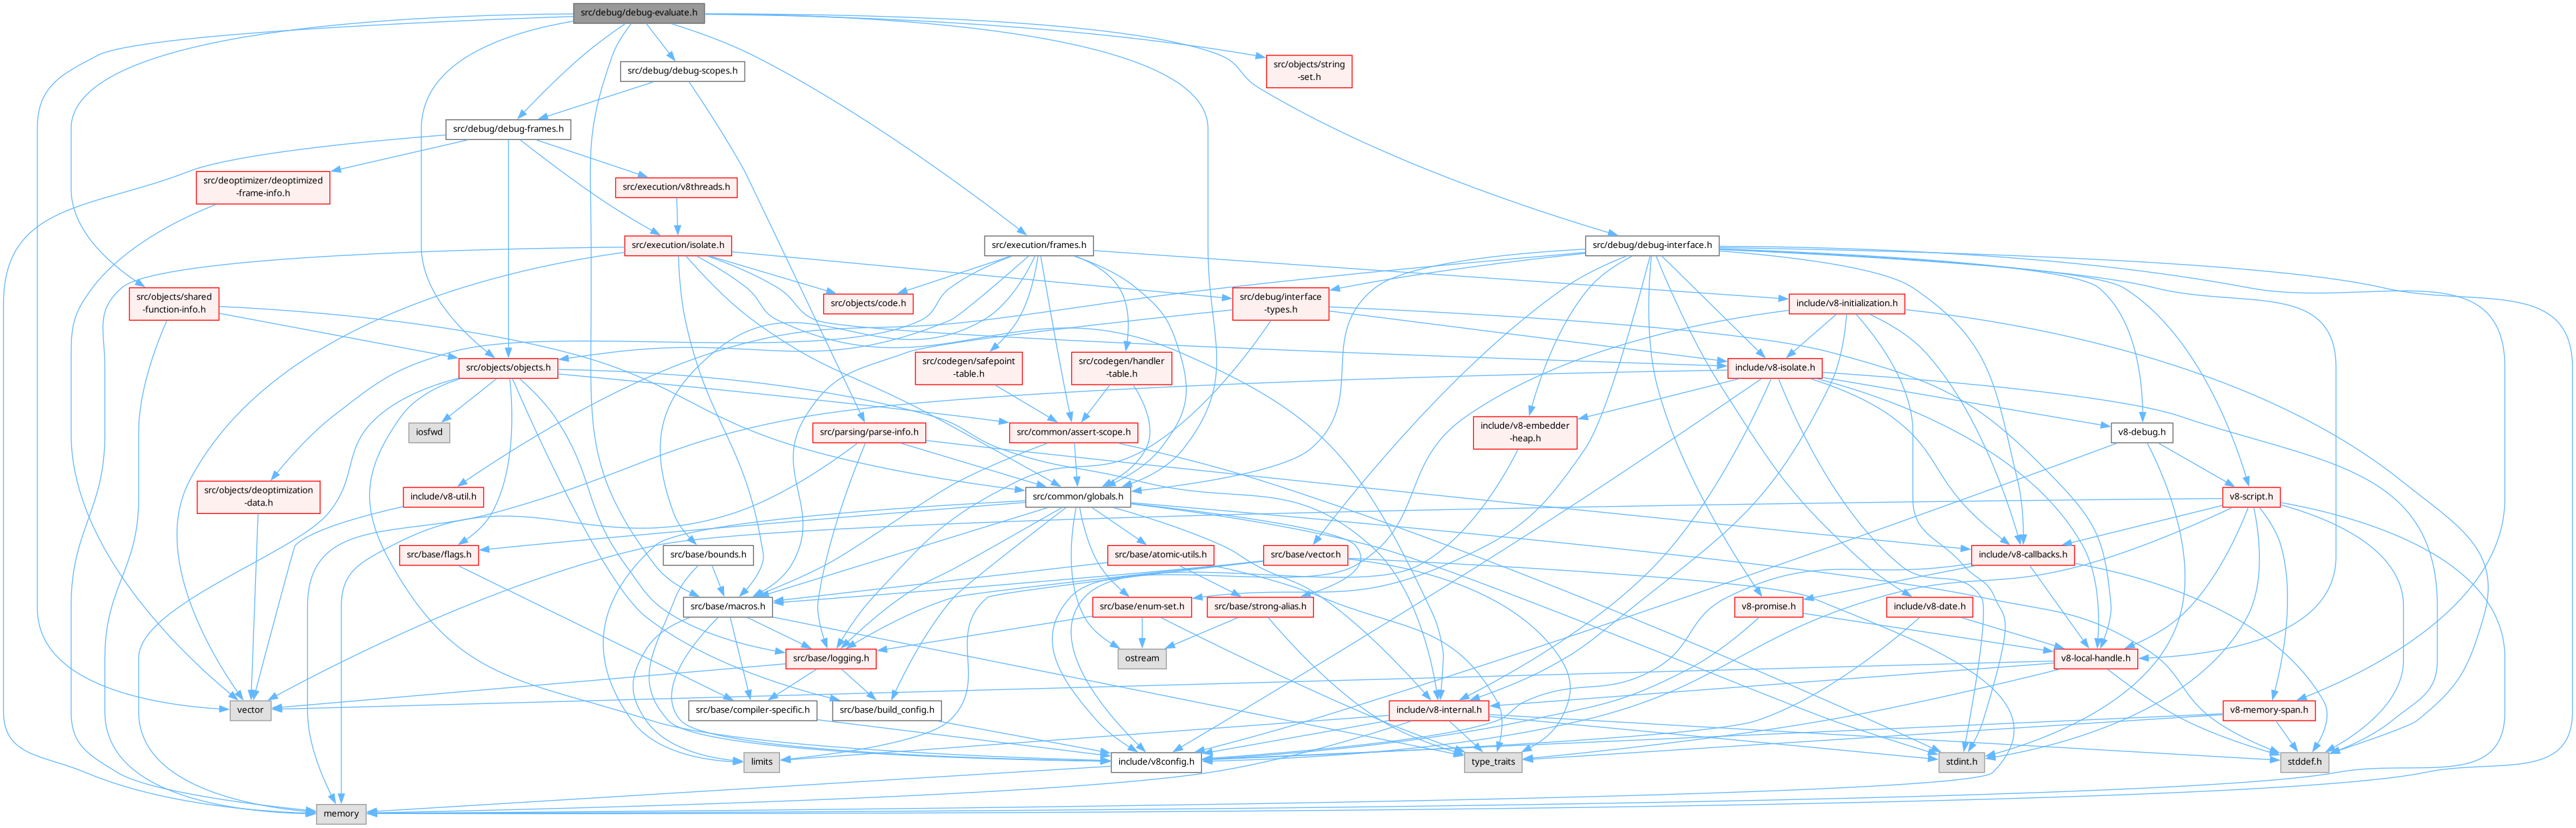 src/debug/debug-evaluate.h
src/objects/string
-set.h
src/debug/debug-scopes.h
src/debug/debug-frames.h
src/deoptimizer/deoptimized
-frame-info.h
src/execution/v8threads.h
src/execution/isolate.h
src/execution/frames.h
src/debug/debug-interface.h
src/objects/shared
-function-info.h
src/objects/code.h
src/debug/interface
-types.h
include/v8-initialization.h
src/objects/objects.h
src/codegen/safepoint
-table.h
src/codegen/handler
-table.h
include/v8-isolate.h
iosfwd
src/parsing/parse-info.h
src/common/assert-scope.h
include/v8-embedder
-heap.h
v8-debug.h
src/objects/deoptimization
-data.h
include/v8-util.h
src/common/globals.h
v8-script.h
src/base/flags.h
src/base/bounds.h
src/base/atomic-utils.h
src/base/vector.h
include/v8-callbacks.h
src/base/macros.h
src/base/enum-set.h
src/base/strong-alias.h
v8-promise.h
include/v8-date.h
src/base/logging.h
ostream
v8-local-handle.h
vector
src/base/compiler-specific.h
src/base/build_config.h
include/v8-internal.h
v8-memory-span.h
limits
include/v8config.h
type_traits
stdint.h
stddef.h
memory